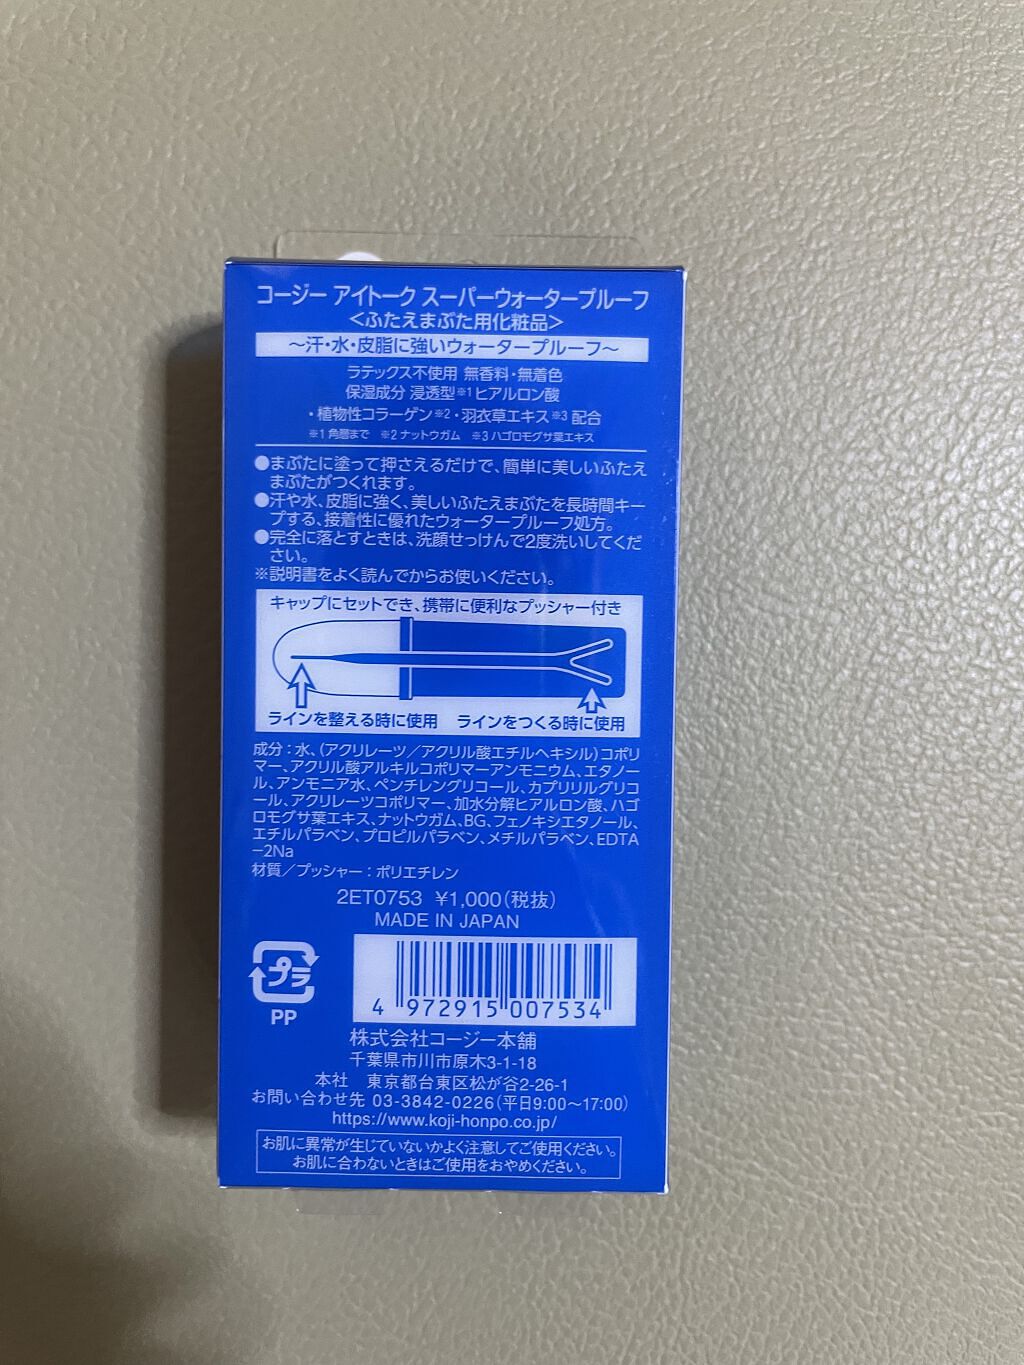 コージー アイトーク スーパーウォータープルーフ
<ふたえまぶた用化粧品>
～汗・水・皮脂に強いウォータープルーフ～
ラテックス不使用 無香料・無着色
保湿成分 浸透型※1ヒアルロン酸
・植物性コラーゲン※2・羽衣草エキス※3 配合
※1 角層まで ※2 ナットウガム ※3 ハゴロモグサ葉エキス
●まぶたに塗って押さえるだけで、簡単に美しいふたえ
まぶたがつくれます。
●汗や水、皮脂に強く、美しいふたえまぶたを長時間キー
プする、接着性に優れたウォータープルーフ処方。
●完全に落とすときは、洗顔せっけんで2度洗いしてくだ
さい。
※説明書をよく読んでからお使いください。
キャップにセットでき、携帯に便利なプッシャー付き
ラインを整える時に使用 ラインをつくる時に使用
成分：水、(アクリレーツ／アクリル酸エチルヘキシル)コポリ
マー、アクリル酸アルキルコポリマーアンモニウム、エタノー
ル、アンモニア水、ペンチレングリコール、カプリリルグリコ
ール、アクリレーツコポリマー、加水分解ヒアルロン酸、ハゴ
ロモグサ葉エキス、ナットウガム、BG、フェノキシエタノール、
エチルパラベン、プロピルパラベン、メチルパラベン、EDTA
-2Na
材質／プッシャー：ポリエチレン
2ET0753 ¥1,000(税抜)
MADE IN JAPAN
プラ
PP
4 972915 007534
株式会社コージー本舗
千葉県市川市原木3-1-18
本社 東京都台東区松が谷2-26-1
お問い合わせ先 03-3842-0226(平日9:00～17:00)
https://www.koji-honpo.co.jp/
お肌に異常が生じていないかよく注意してご使用ください。
お肌に合わないときはご使用をおやめください。